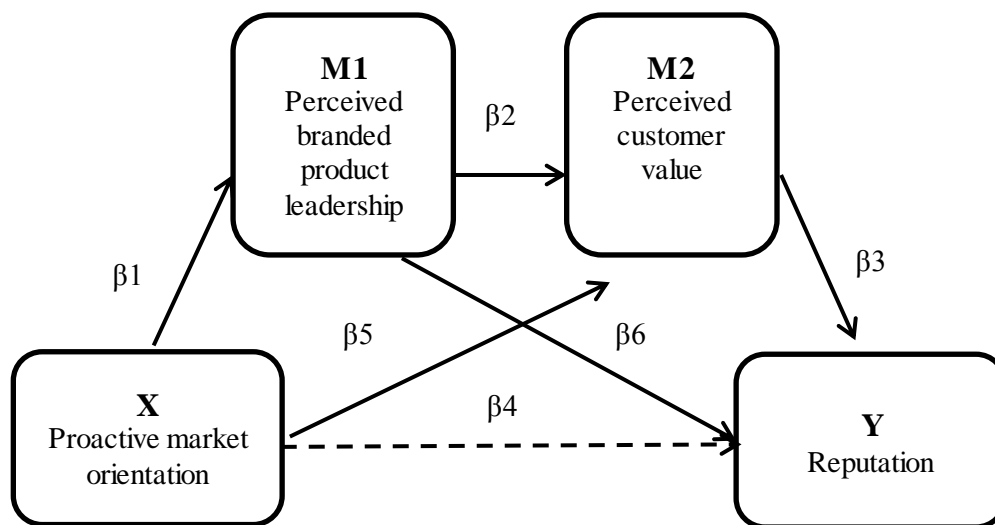 M1
Perceived
branded
product
leadership
β2
M2
Perceived
customer
value
β1
β5
β6
β3
β4
X
Proactive market
orientation
Y
Reputation